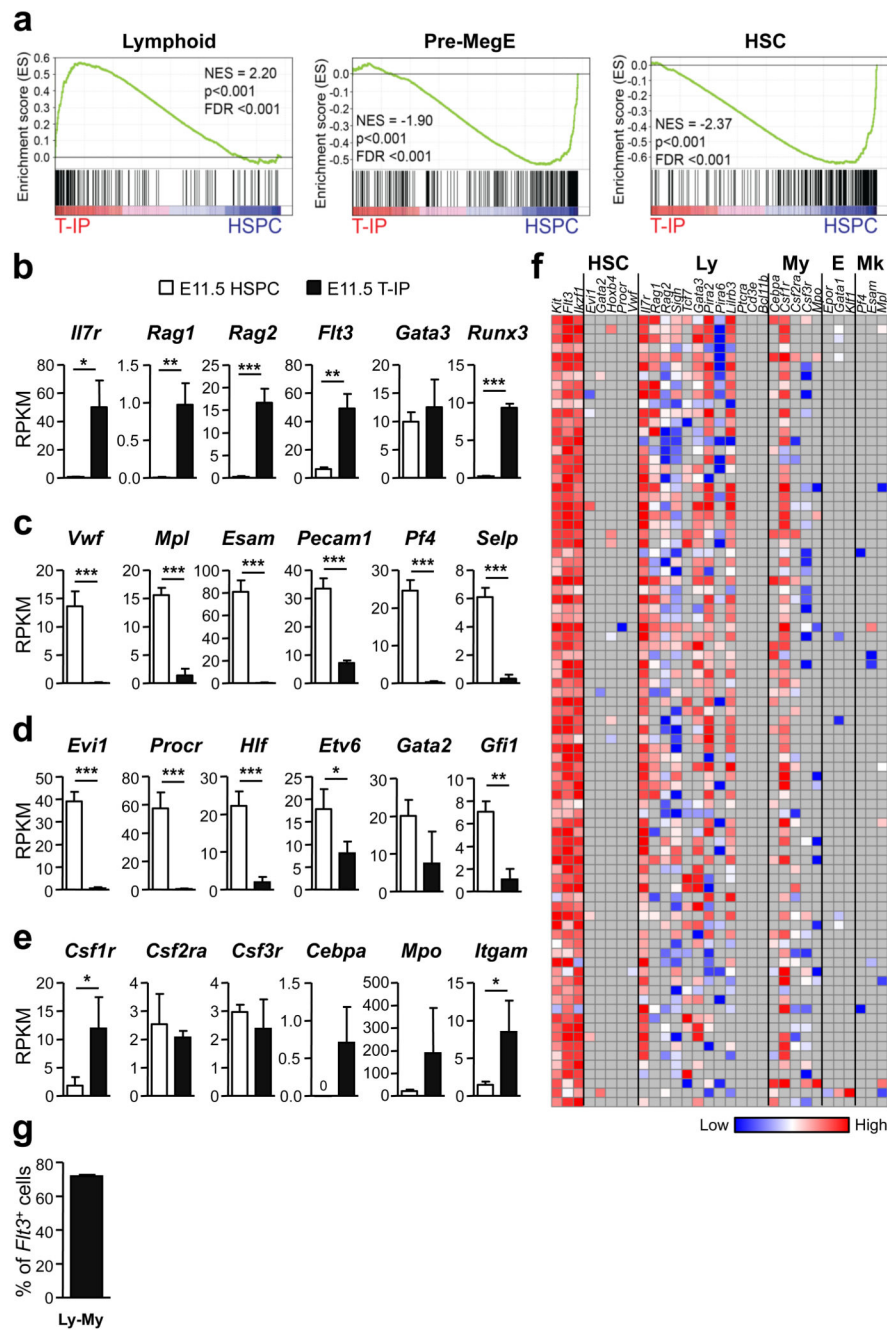 a
Lymphoid
Pre-MegE
HSC
Enrichment score (ES)
0.6
0.5
0.4
0.3
0.2
0.1
0.0
NES = 2.20
p<0.001
FDR <0.001
T-IP
HSPC
Enrichment score (ES)
0.0
-0.1
-0.2
-0.3
-0.4
-0.5
NES = -1.90
p<0.001
FDR <0.001
T-IP
HSPC
Enrichment score (ES)
0.0
-0.1
-0.2
-0.3
-0.4
-0.5
-0.6
NES = -2.37
p<0.001
FDR <0.001
T-IP
HSPC
b
E11.5 HSPC
E11.5 T-IP
Il7r
Rag1
Rag2
Flt3
Gata3
Runx3
RPKM
80
60
40
20
0
*
1.5
1.0
0.5
0.0
**
25
20
15
10
5
0
***
80
60
40
20
0
**
20
15
10
5
0
15
10
5
0
***
c
Vwf
Mpl
Esam
Pecam1
Pf4
Selp
RPKM
20
15
10
5
0
***
20
15
10
5
0
***
100
80
60
40
20
0
***
40
30
20
10
0
***
30
20
10
0
***
8
6
4
2
0
***
d
Evi1
Procr
Hlf
Etv6
Gata2
Gfi1
RPKM
50
40
30
20
10
0
***
80
60
40
20
0
***
30
20
10
0
***
25
20
15
10
5
0
*
30
20
10
0
10
8
6
4
2
0
**
e
Csf1r
Csf2ra
Csf3r
Cebpa
Mpo
Itgam
RPKM
20
15
10
5
0
*
4
3
2
1
0
4
3
2
1
0
1.5
1.0
0.5
0.0
0
500
400
300
200
100
0
15
10
5
0
*
f
HSC
Ly
My
E
Mk
Kit
Flt3
Ikzf1
Evi1
Gata2
Hoxb4
Procr
Vwf
Il7r
Rag1
Rag2
Sldh
Tcf7
Gata3
Pira2
Pira6
Lilrb3
Ptcra
Cd3e
Bcl11b
Cebpa
Csf1r
Csf2ra
Csf3r
Mpo
Epor
Gata1
Klf1
Pf4
Esam
Mpl
Low
High
g
% of Flt3+ cells
80
60
40
20
0
Ly-My